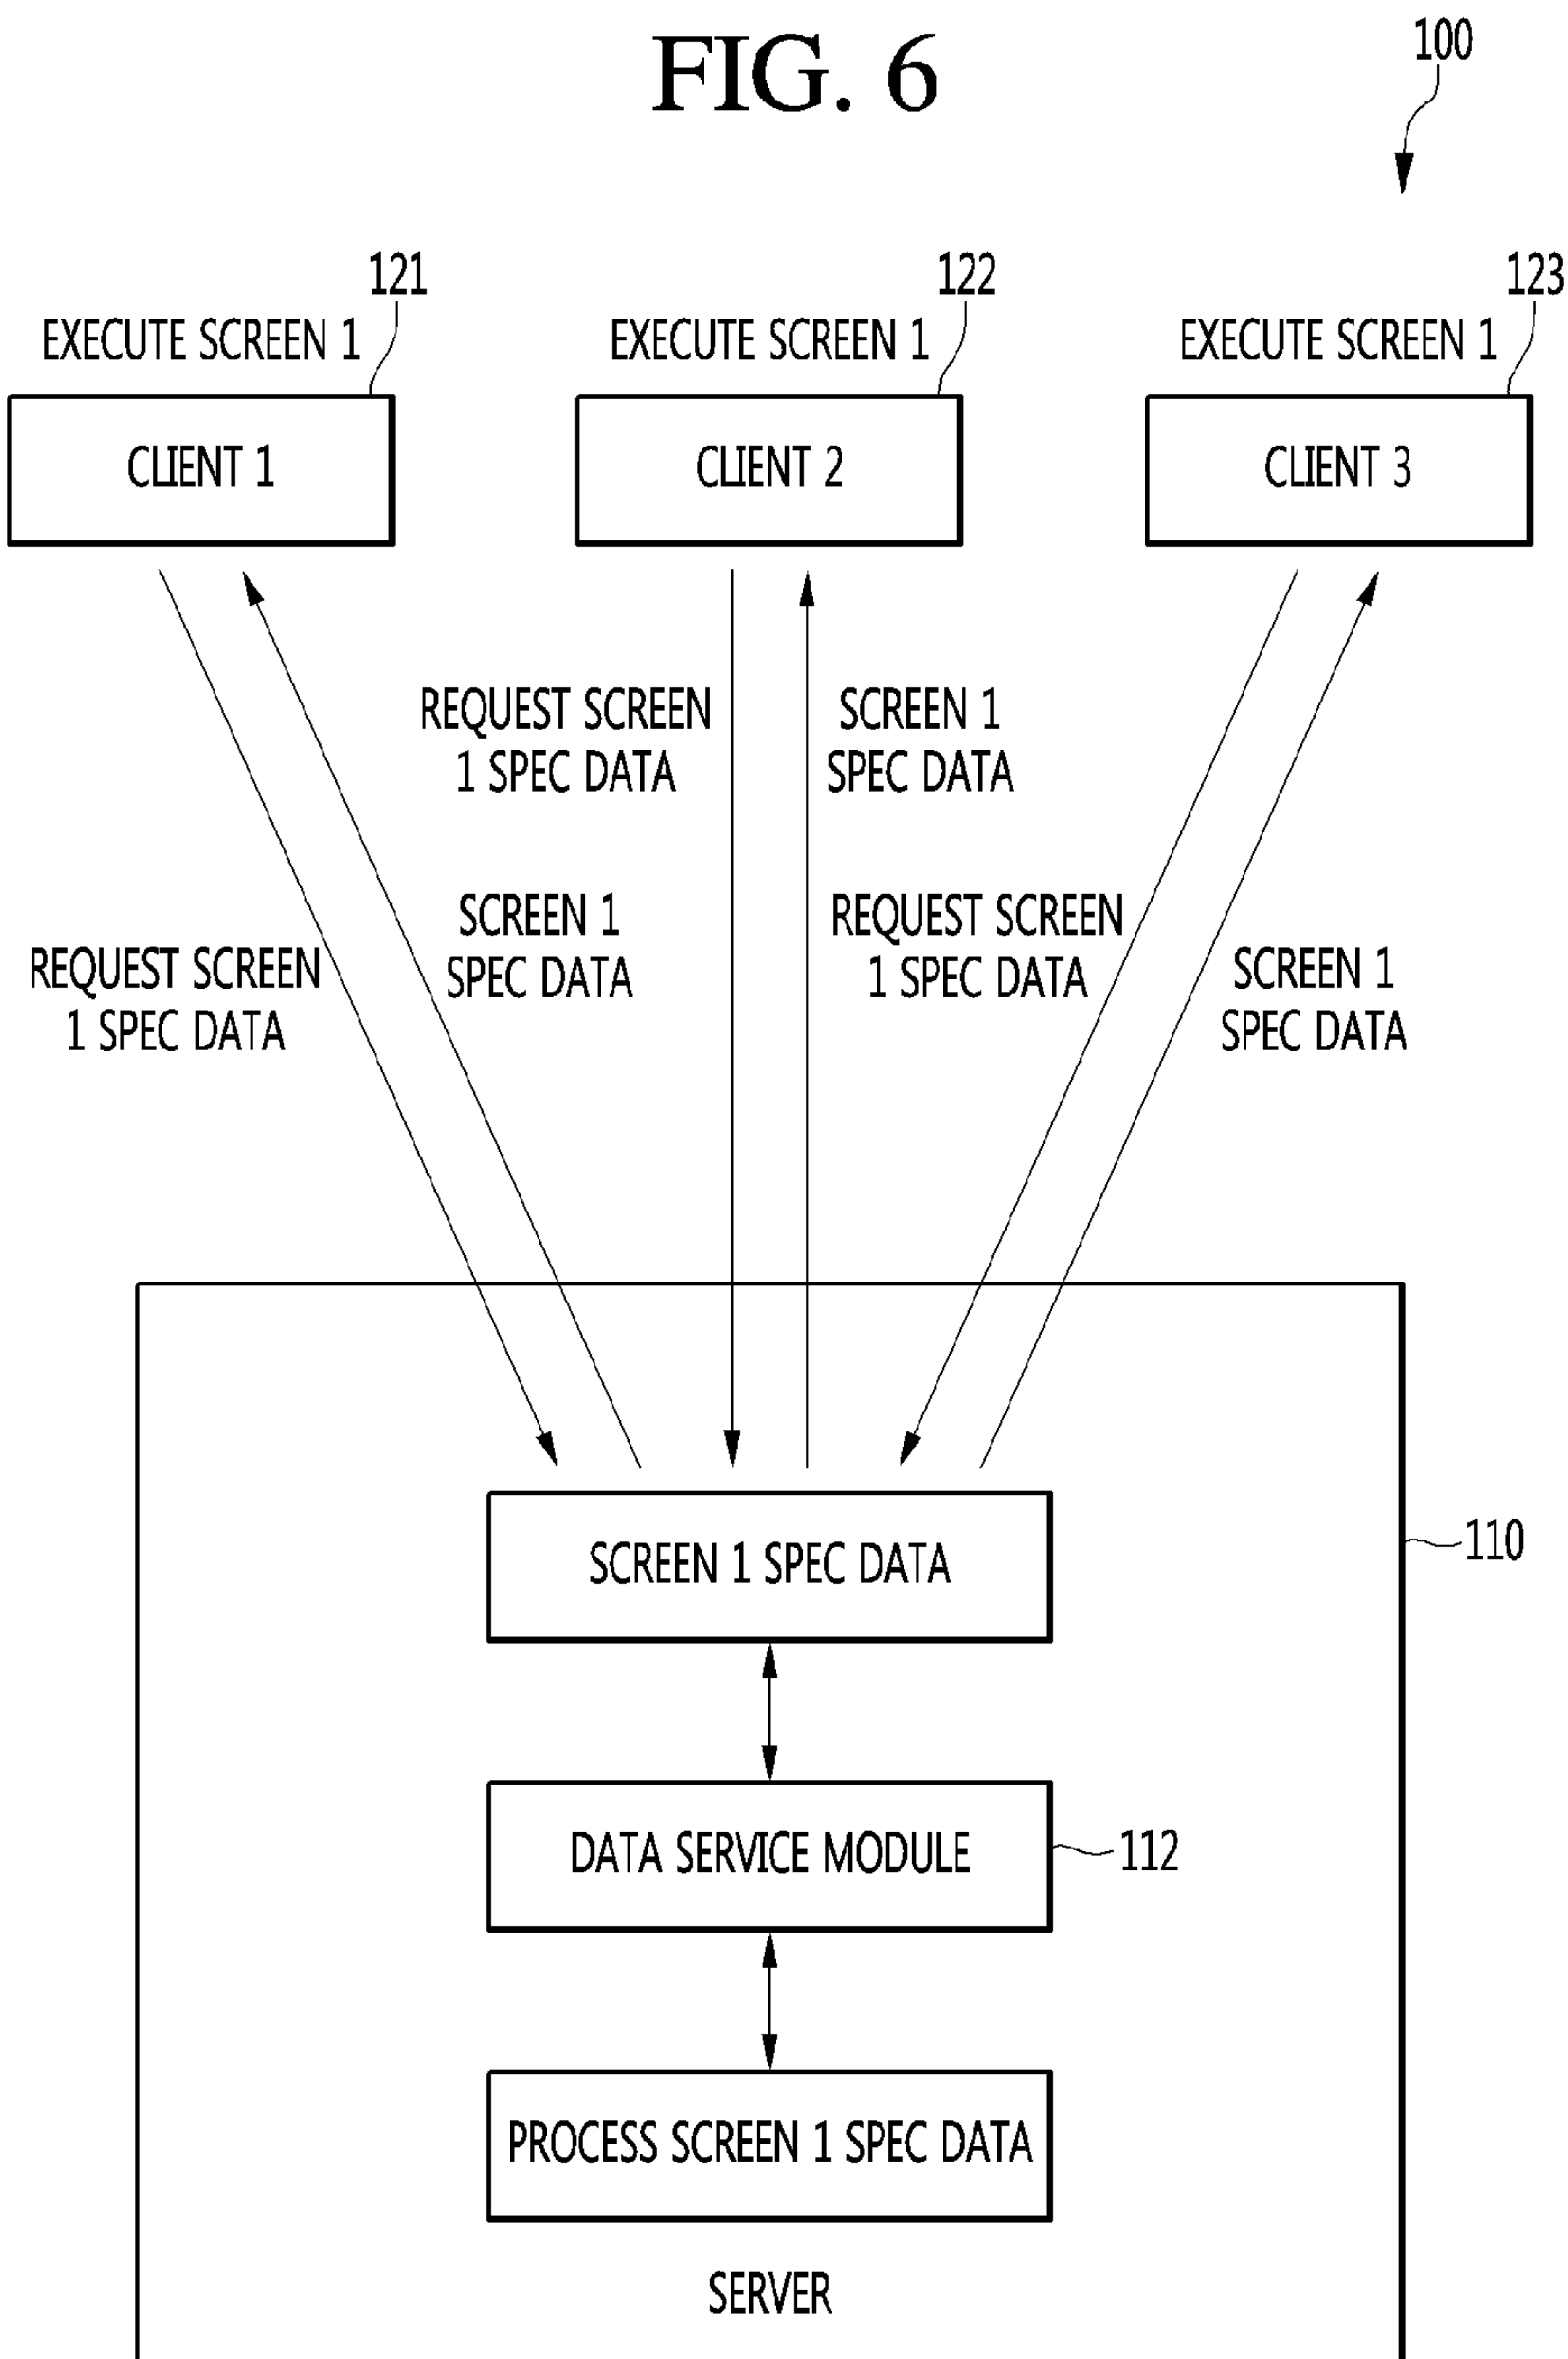 FIG. 6
100
121
122
123
EXECUTE SCREEN 1
EXECUTE SCREEN 1
EXECUTE SCREEN 1
CLIENT 1
CLIENT 2
CLIENT 3
REQUEST SCREEN
1 SPEC DATA
SCREEN 1
SPEC DATA
REQUEST SCREEN
1 SPEC DATA
SCREEN 1
SPEC DATA
REQUEST SCREEN
1 SPEC DATA
SCREEN 1
SPEC DATA
SCREEN 1 SPEC DATA
110
DATA SERVICE MODULE
112
PROCESS SCREEN 1 SPEC DATA
SERVER